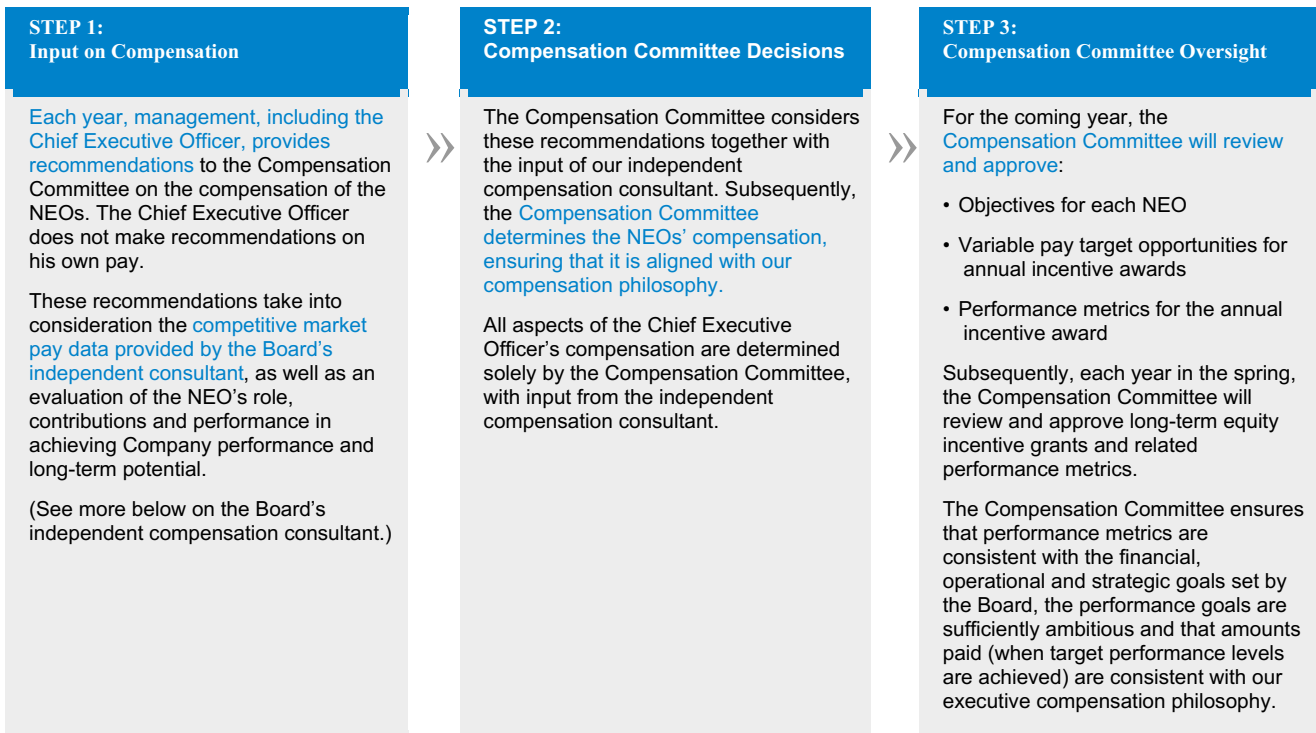 STEP 1:
Input on Compensation
Each year, management, including the
Chief Executive Officer, provides
recommendations to the Compensation
Committee on the compensation of the
NEOs. The Chief Executive Officer
does not make recommendations on
his own pay.
These recommendations take into
consideration the competitive market
pay data provided by the Board’s
independent consultant, as well as an
evaluation of the NEO’s role,
contributions and performance in
achieving Company performance and
long-term potential.
(See more below on the Board’s
independent compensation consultant.)
»
STEP 2:
Compensation Committee Decisions
The Compensation Committee considers
these recommendations together with
the input of our independent
compensation consultant. Subsequently,
the Compensation Committee
determines the NEOs’ compensation,
ensuring that it is aligned with our
compensation philosophy.
All aspects of the Chief Executive
Officer’s compensation are determined
solely by the Compensation Committee,
with input from the independent
compensation consultant.
»
STEP 3:
Compensation Committee Oversight
For the coming year, the
Compensation Committee will review
and approve:
• Objectives for each NEO
• Variable pay target opportunities for
annual incentive awards
• Performance metrics for the annual
incentive award
Subsequently, each year in the spring,
the Compensation Committee will
review and approve long-term equity
incentive grants and related
performance metrics.
The Compensation Committee ensures
that performance metrics are
consistent with the financial,
operational and strategic goals set by
the Board, the performance goals are
sufficiently ambitious and that amounts
paid (when target performance levels
are achieved) are consistent with our
executive compensation philosophy.